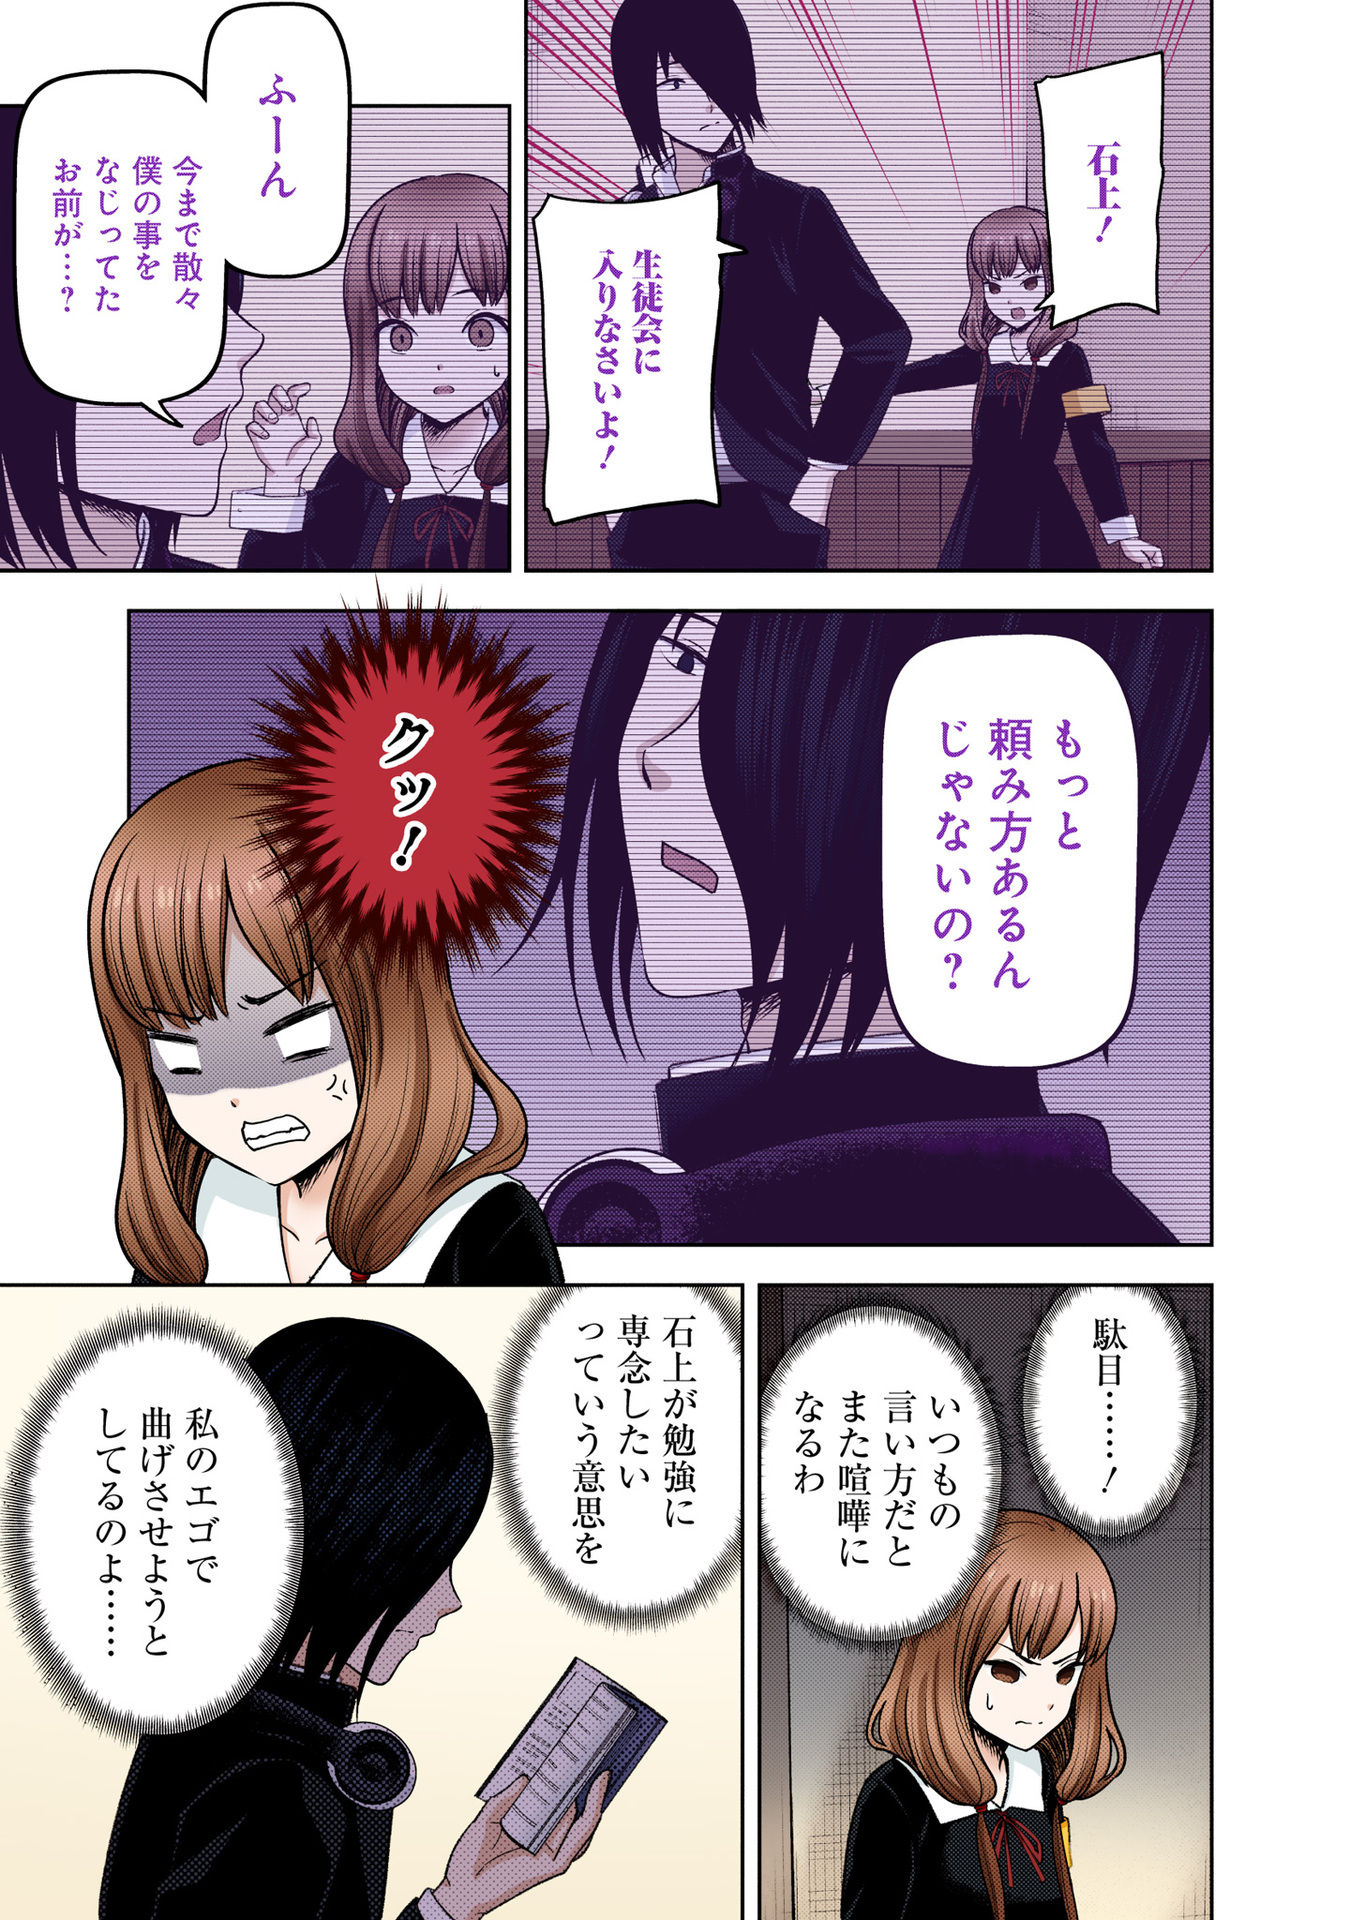 石上！
生徒会に
入りなさいよ！
ふーん
今まで散々
僕の事を
なじってた
お前が…？
もっと
頼み方あるん
じゃないの？
クッ！
駄目……！
いつもの
言い方だと
また喧嘩に
なるわ
石上が勉強に
専念したい
っていう意思を
私のエゴで
曲げさせようと
してるのよ……